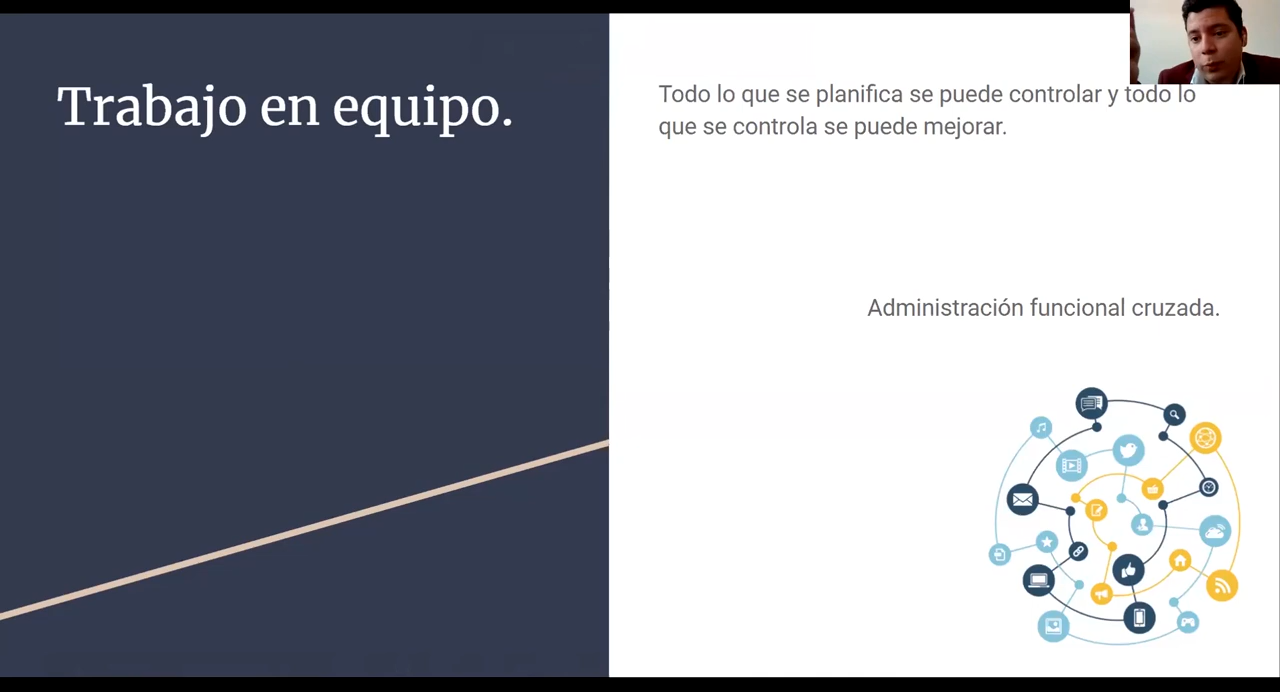 Trabajo en equipo.
Todo lo que se planifica se puede controlar y todo lo
que se controla se puede mejorar.
Administración funcional cruzada.